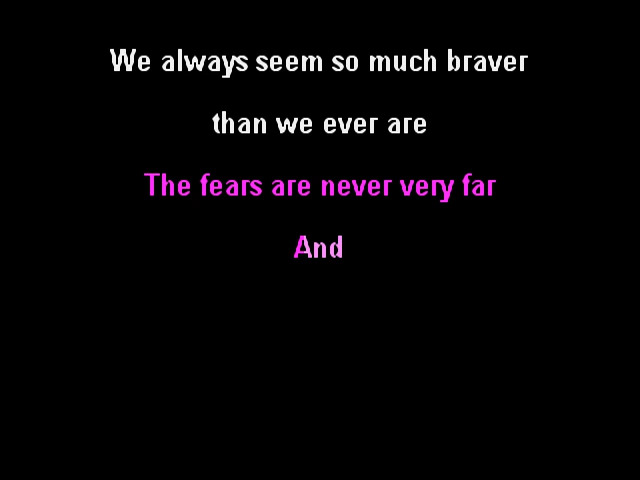 We always seem so much braver
than we ever are
The fears are never very far
And